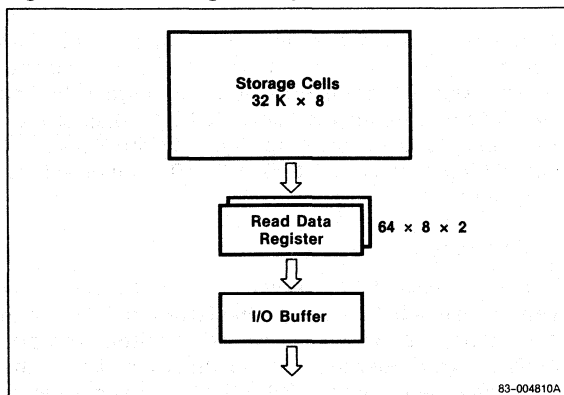 Storage Cells
32 K × 8
Read Data
Register
64 × 8 × 2
I/O Buffer
83-004810A